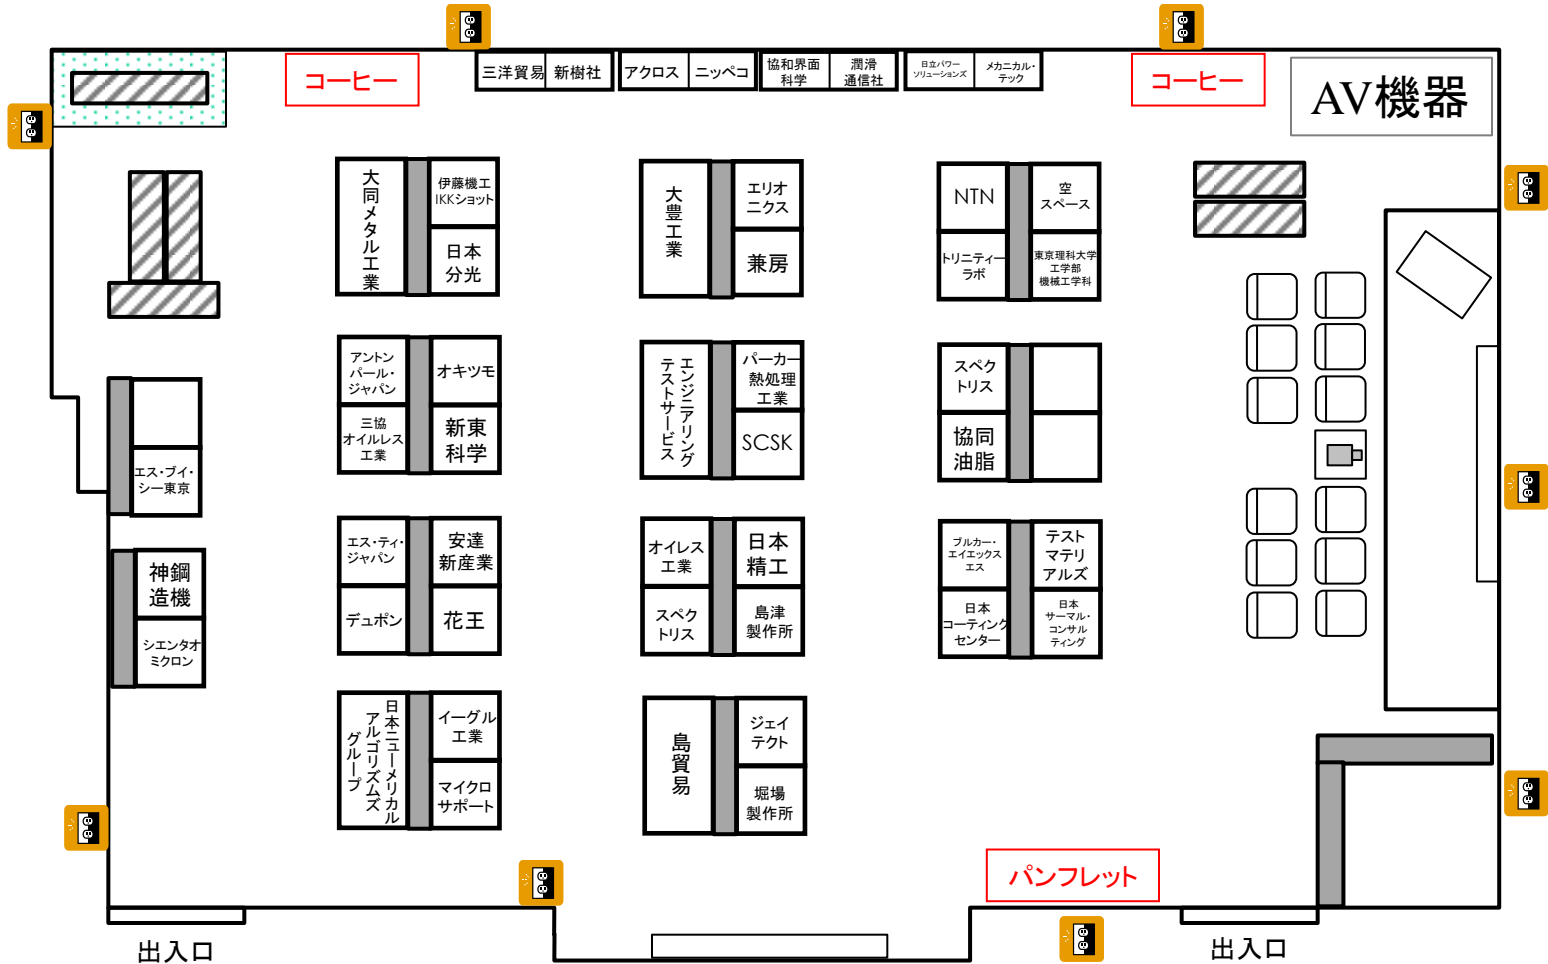 コーヒー
三洋貿易
新樹社
アクロス
ニッペコ
協和界面
科学
潤滑
通信社
日立パワー
ソリューションズ
メカニカル・
テック
コーヒー
AV機器
大同メタル工業
伊藤機工
IKKショット
日本
分光
大豊工業
エリオ
ニクス
兼房
NTN
空
スペース
トリニティー
ラボ
東京理科大学
工学部
機械工学科
アントン
パール・
ジャパン
オキツモ
三協
オイルレス
工業
新東
科学
エンジニアリング
テストサービス
パーカー
熱処理
工業
SCSK
スペク
トリス
協同
油脂
エス・ブイ・
シー東京
エス・ティ・
ジャパン
安達
新産業
デュポン
花王
オイレス
工業
日本
精工
スペク
トリス
島津
製作所
ブルカー・
エイエックス
エス
テスト
マテリ
アルズ
日本
コーティング
センター
日本
サーマル・
コンサル
ティング
神鋼
造機
シエンタオ
ミクロン
日本ニューメリカル
アルゴリズムズ
グループ
イーグル
工業
マイクロ
サポート
島貿易
ジェイ
テクト
堀場
製作所
パンフレット
出入口
出入口